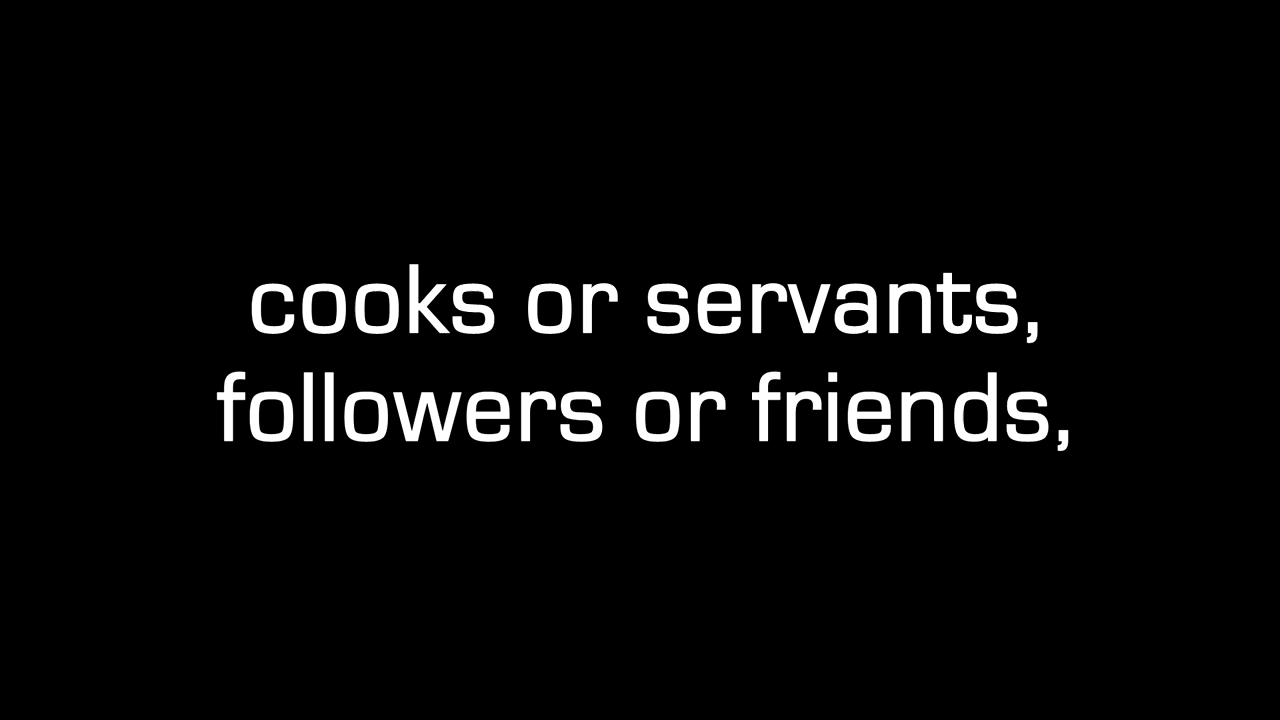 cooks or servants,
followers or friends,